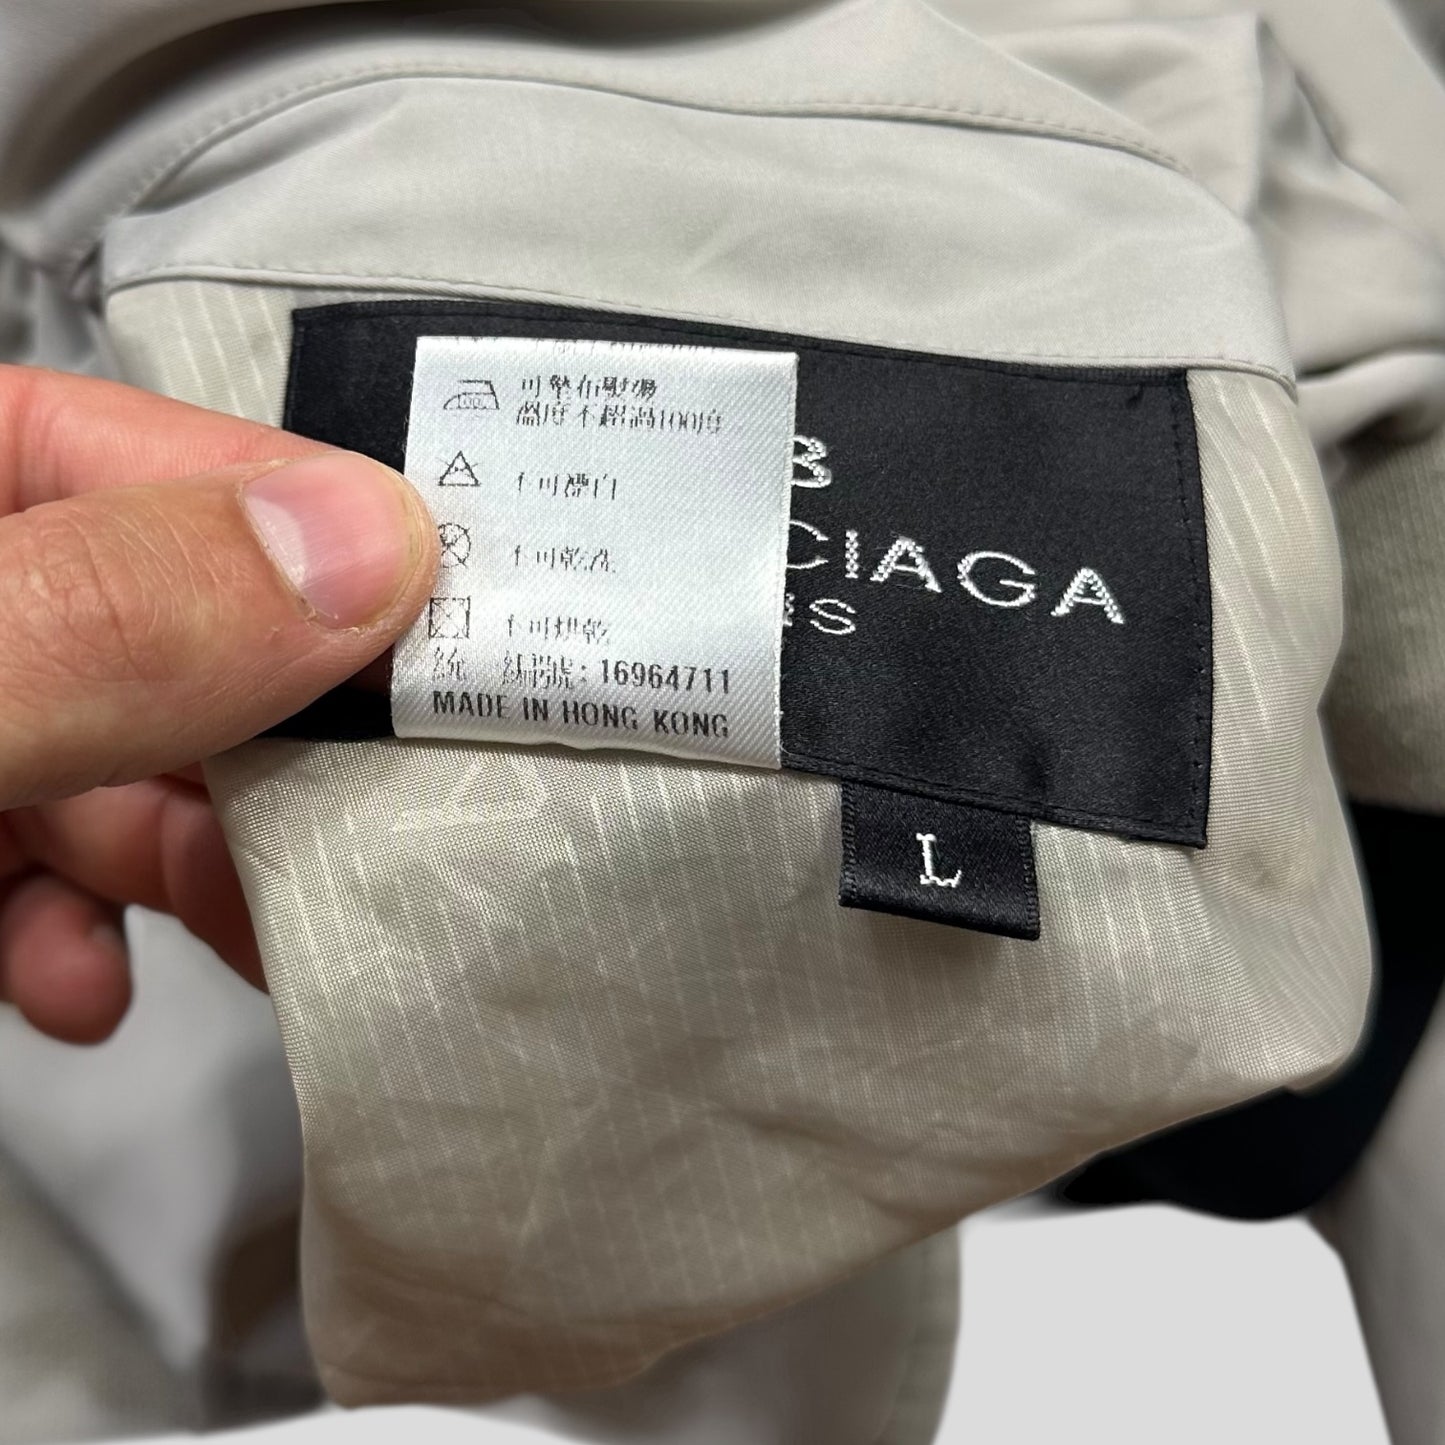 可墊布熨燙
溫度不超過100度
不可漂白
不可乾洗
不可烘乾
統一編號:16964711
MADE IN HONG KONG
B
CIAGA
NS
L